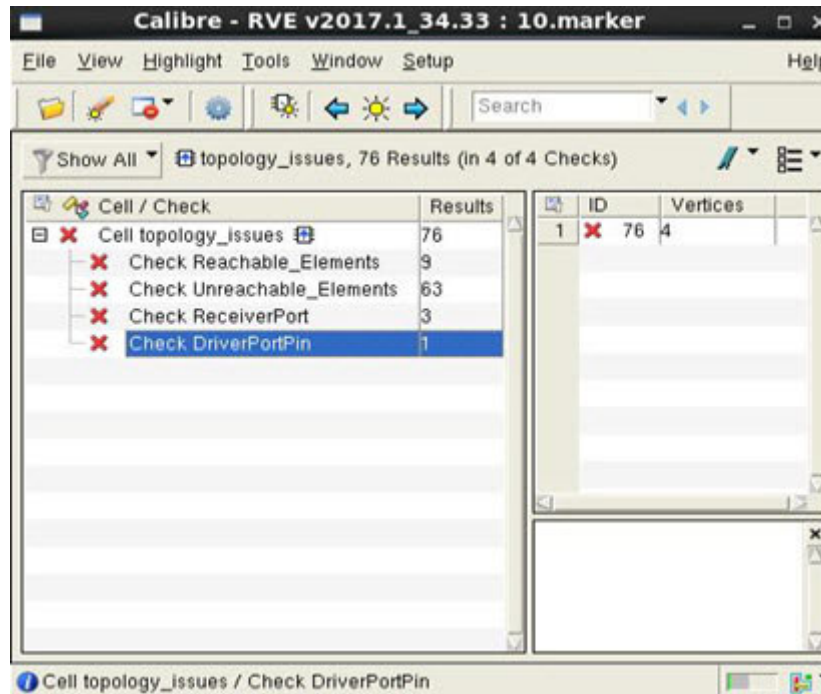 Calibre - RVE v2017.1_34.33 : 10.marker
File View Highlight Tools Window Setup Help
Search
Show All topology_issues, 76 Results (in 4 of 4 Checks)
Cell / Check Results
Cell topology_issues 76
Check Reachable_Elements 9
Check Unreachable_Elements 63
Check ReceiverPort 3
Check DriverPortPin 1
ID Vertices
1 76 4
Cell topology_issues / Check DriverPortPin